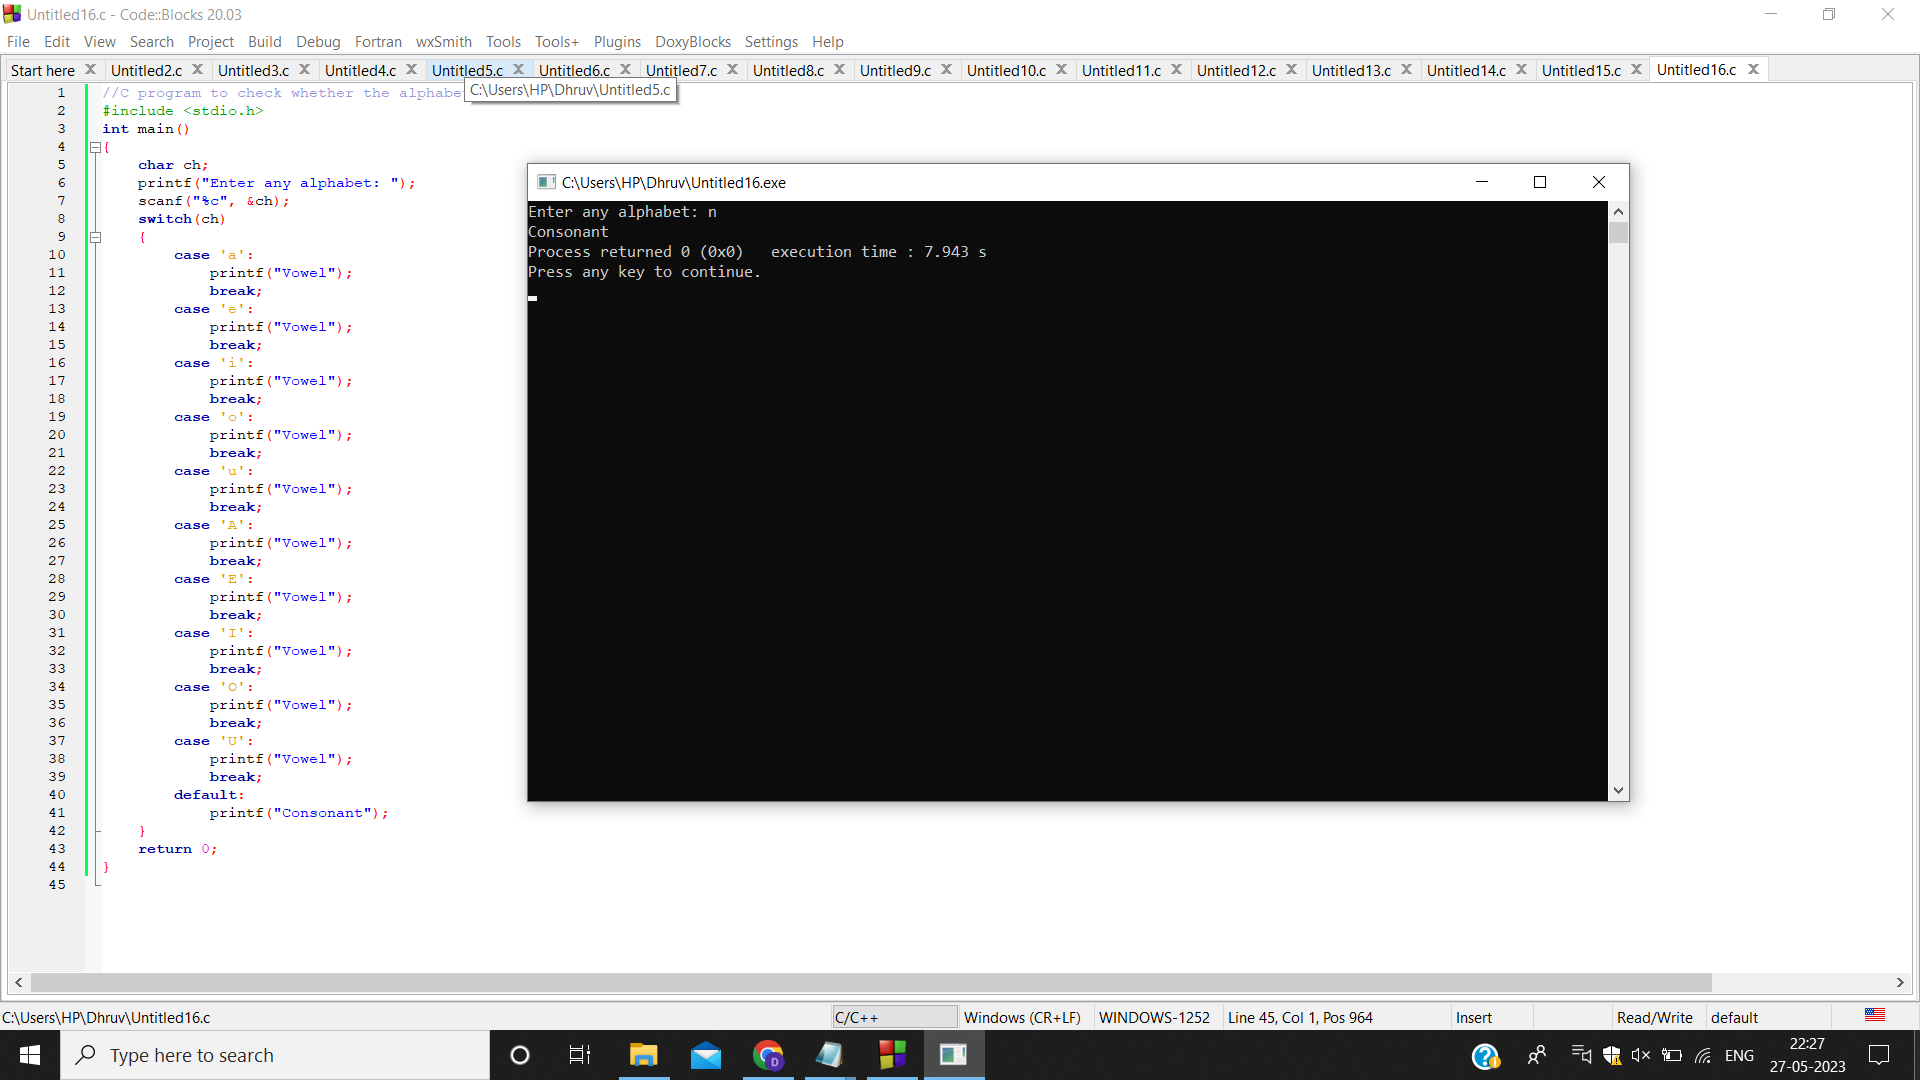 Untitled16.c - Code::Blocks 20.03
File Edit View Search Project Build Debug Fortran wxSmith Tools Tools+ Plugins DoxyBlocks Settings Help
Start here Untitled2.c Untitled3.c Untitled4.c Untitled5.c Untitled6.c Untitled7.c Untitled8.c Untitled9.c Untitled10.c Untitled11.c Untitled12.c Untitled13.c Untitled14.c Untitled15.c Untitled16.c
C:\Users\HP\Dhruv\Untitled5.c
1 //C program to check whether the alphabe
2 #include <stdio.h>
3 int main()
4 {
5 char ch;
6 printf("Enter any alphabet: ");
7 scanf("%c", &ch);
8 switch(ch)
9 {
10 case 'a':
11 printf("Vowel");
12 break;
13 case 'e':
14 printf("Vowel");
15 break;
16 case 'i':
17 printf("Vowel");
18 break;
19 case 'o':
20 printf("Vowel");
21 break;
22 case 'u':
23 printf("Vowel");
24 break;
25 case 'A':
26 printf("Vowel");
27 break;
28 case 'E':
29 printf("Vowel");
30 break;
31 case 'I':
32 printf("Vowel");
33 break;
34 case 'O':
35 printf("Vowel");
36 break;
37 case 'U':
38 printf("Vowel");
39 break;
40 default:
41 printf("Consonant");
42 }
43 return 0;
44 }
45
C:\Users\HP\Dhruv\Untitled16.exe
Enter any alphabet: n
Consonant
Process returned 0 (0x0)   execution time : 7.943 s
Press any key to continue.
C:\Users\HP\Dhruv\Untitled16.c C/C++ Windows (CR+LF) WINDOWS-1252 Line 45, Col 1, Pos 964 Insert Read/Write default
Type here to search
D
ENG
22:27
27-05-2023